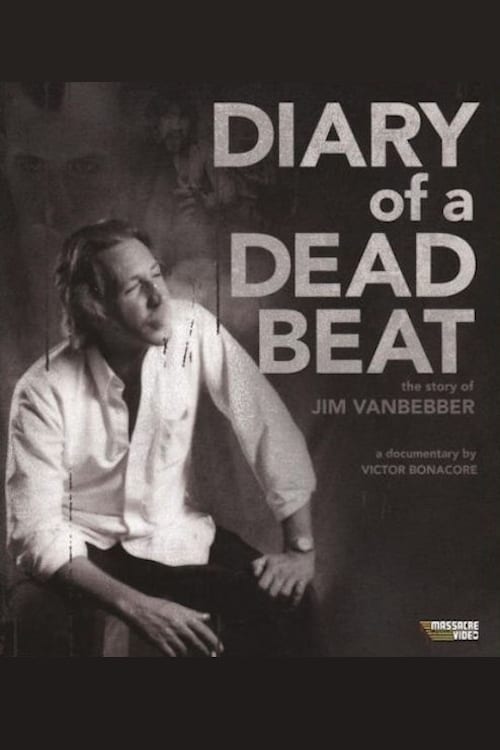 DIARY
of a
DEAD
BEAT
the story of
JIM VANBEBBER
a documentary by
VICTOR BONACORE
MASSACRE
VIDEO